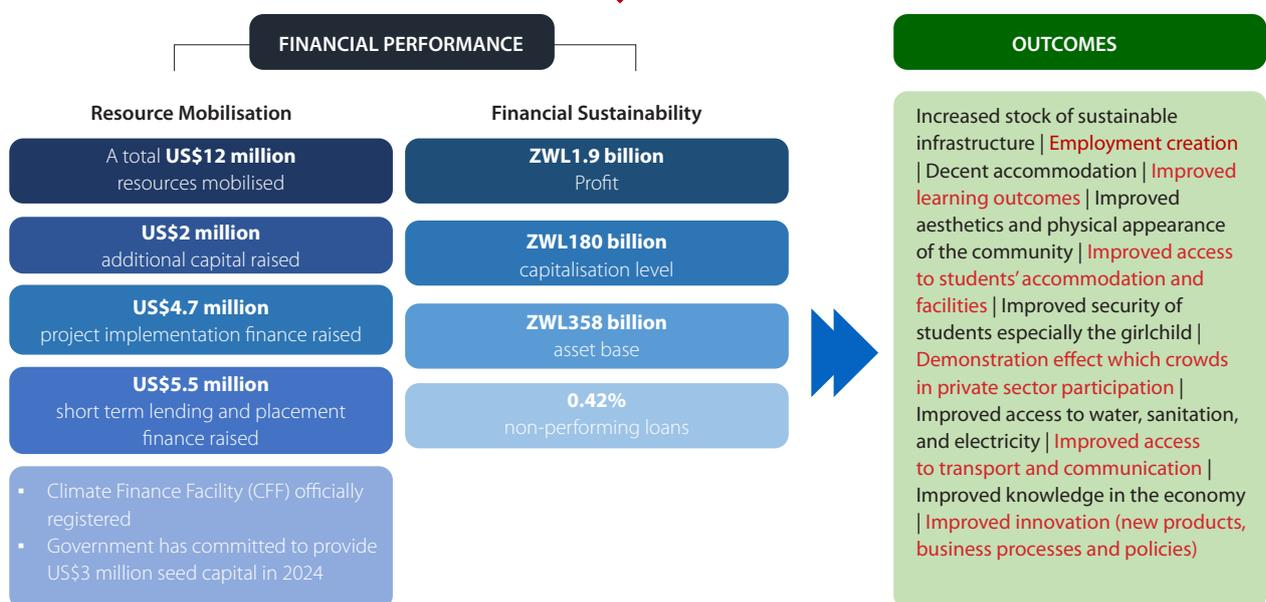 FINANCIAL PERFORMANCE
Resource Mobilisation
A total US$12 million
resources mobilised
US$2 million
additional capital raised
US$4.7 million
project implementation finance raised
US$5.5 million
short term lending and placement
finance raised
▪ Climate Finance Facility (CFF) officially
registered
▪ Government has committed to provide
US$3 million seed capital in 2024
Financial Sustainability
ZWL1.9 billion
Profit
ZWL180 billion
capitalisation level
ZWL358 billion
asset base
0.42%
non-performing loans
OUTCOMES
Increased stock of sustainable
infrastructure | Employment creation
| Decent accommodation | Improved
learning outcomes | Improved
aesthetics and physical appearance
of the community | Improved access
to students’ accommodation and
facilities | Improved security of
students especially the girlchild |
Demonstration effect which crowds
in private sector participation |
Improved access to water, sanitation,
and electricity | Improved access
to transport and communication |
Improved knowledge in the economy
| Improved innovation (new products,
business processes and policies)